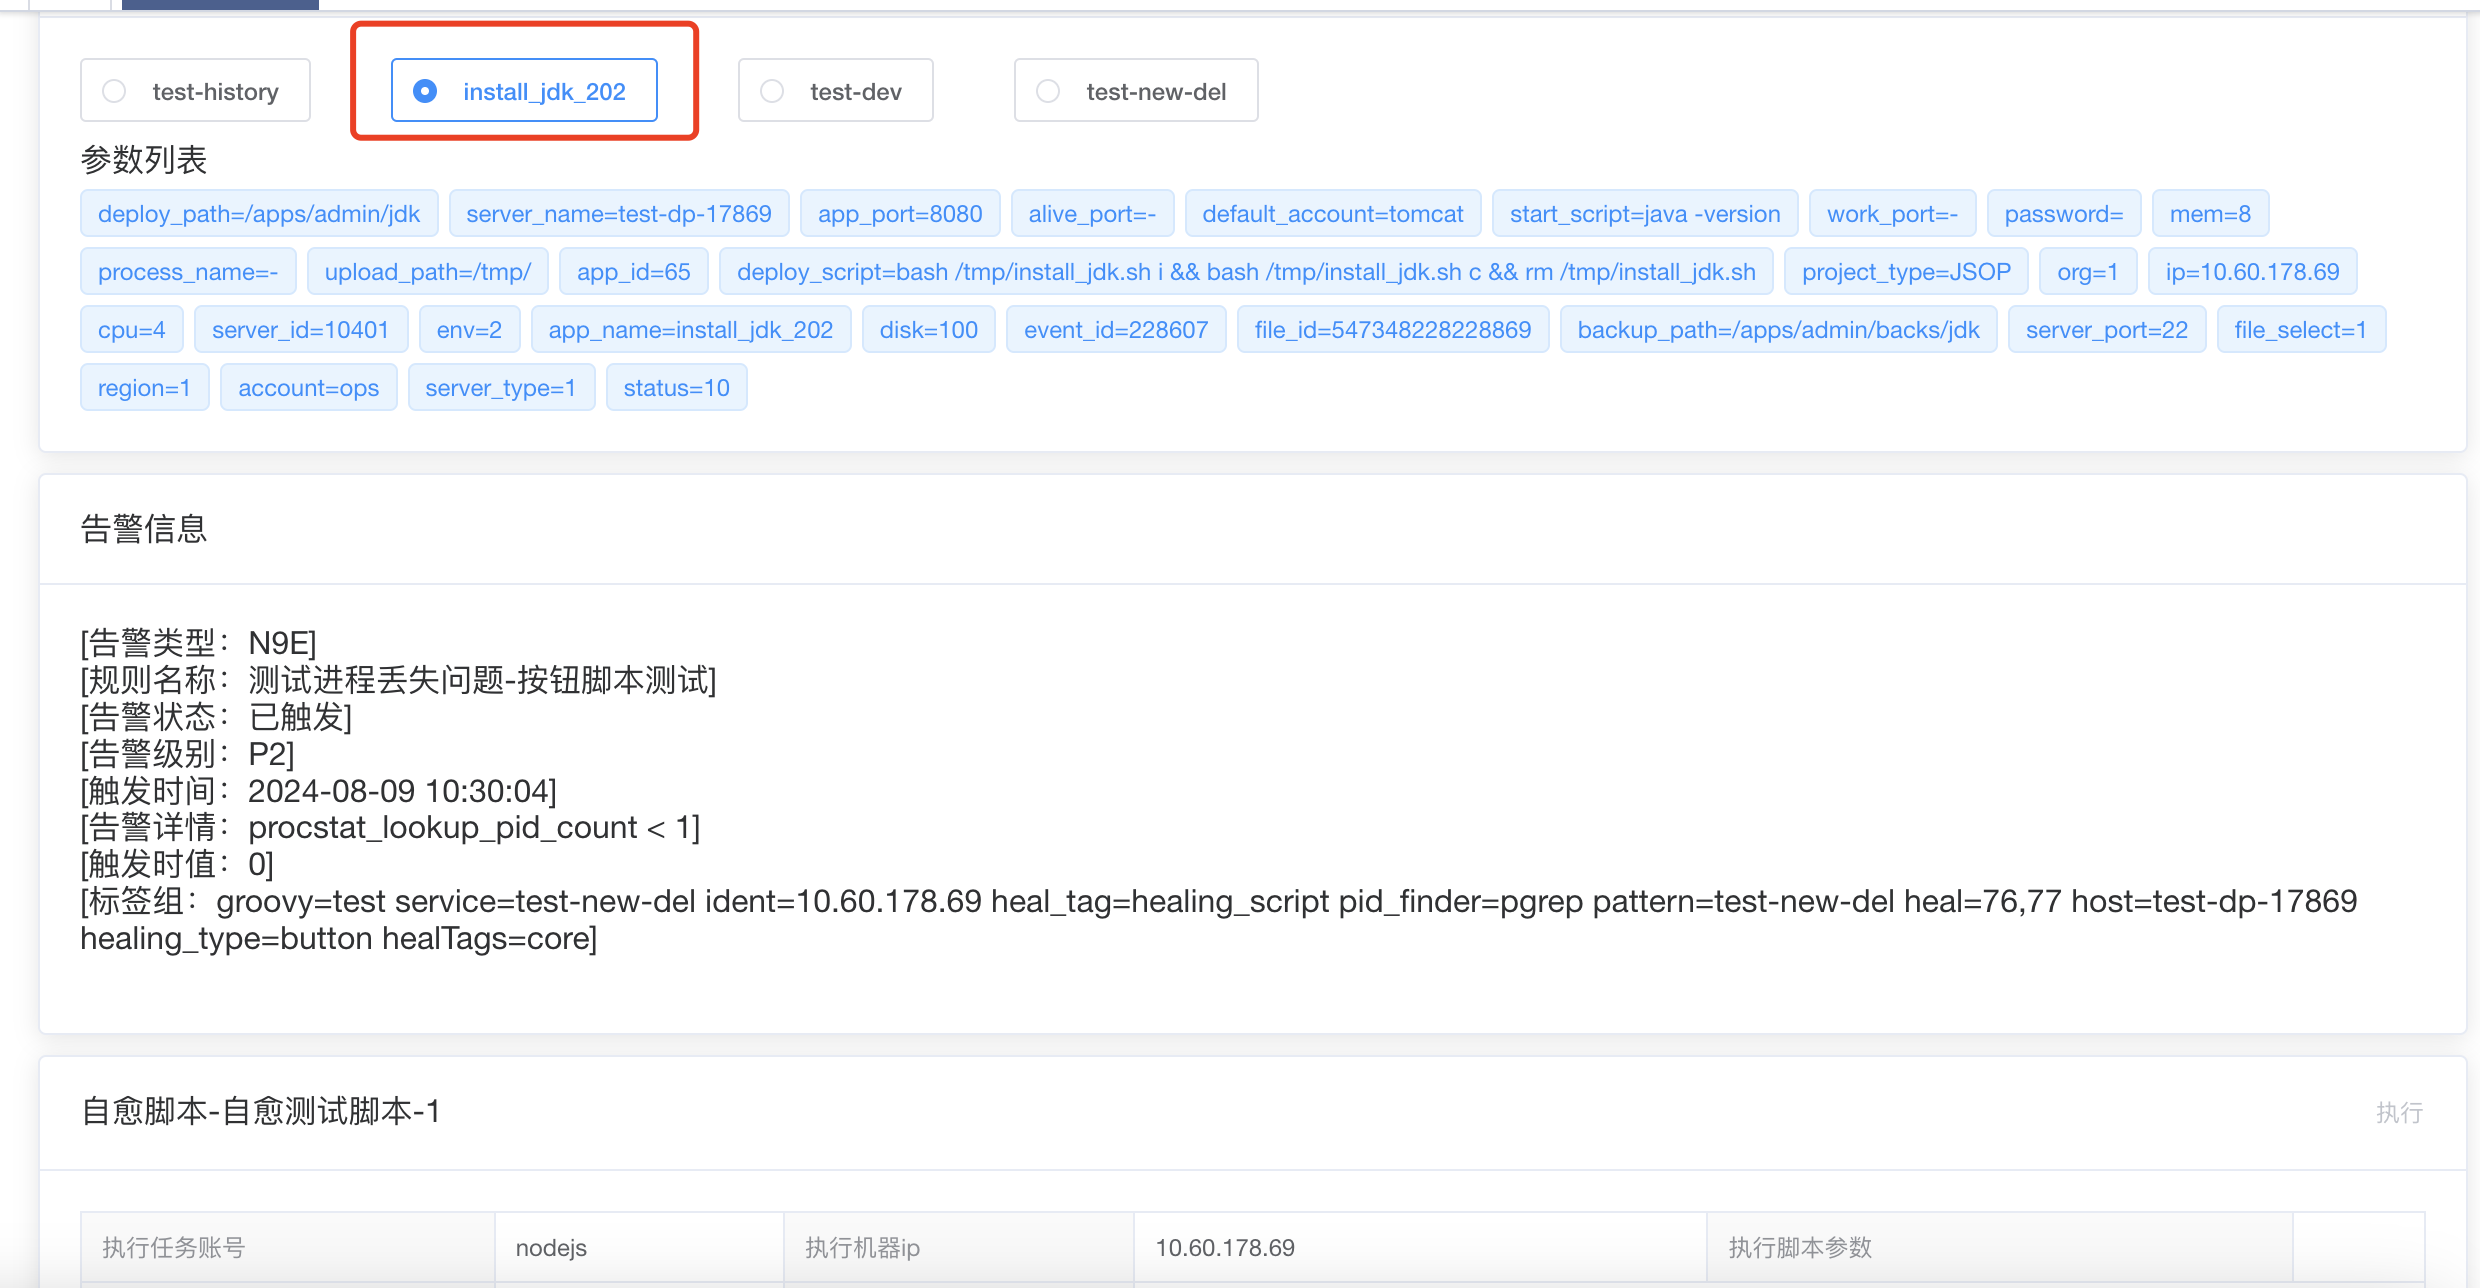 test-history install_jdk_202 test-dev test-new-del
参数列表
deploy_path=/apps/admin/jdk server_name=test-dp-17869 app_port=8080 alive_port=- default_account=tomcat start_script=java -version work_port=- password= mem=8
process_name=- upload_path=/tmp/ app_id=65 deploy_script=bash /tmp/install_jdk.sh i && bash /tmp/install_jdk.sh c && rm /tmp/install_jdk.sh project_type=JSOP org=1 ip=10.60.178.69
cpu=4 server_id=10401 env=2 app_name=install_jdk_202 disk=100 event_id=228607 file_id=547348228228869 backup_path=/apps/admin/backs/jdk server_port=22 file_select=1
region=1 account=ops server_type=1 status=10
告警信息
[告警类型：N9E]
[规则名称：测试进程丢失问题-按钮脚本测试]
[告警状态：已触发]
[告警级别：P2]
[触发时间：2024-08-09 10:30:04]
[告警详情：procstat_lookup_pid_count < 1]
[触发时值：0]
[标签组：groovy=test service=test-new-del ident=10.60.178.69 heal_tag=healing_script pid_finder=pgrep pattern=test-new-del heal=76,77 host=test-dp-17869
healing_type=button healTags=core]
自愈脚本-自愈测试脚本-1 执行
执行任务账号 nodejs 执行机器ip 10.60.178.69 执行脚本参数